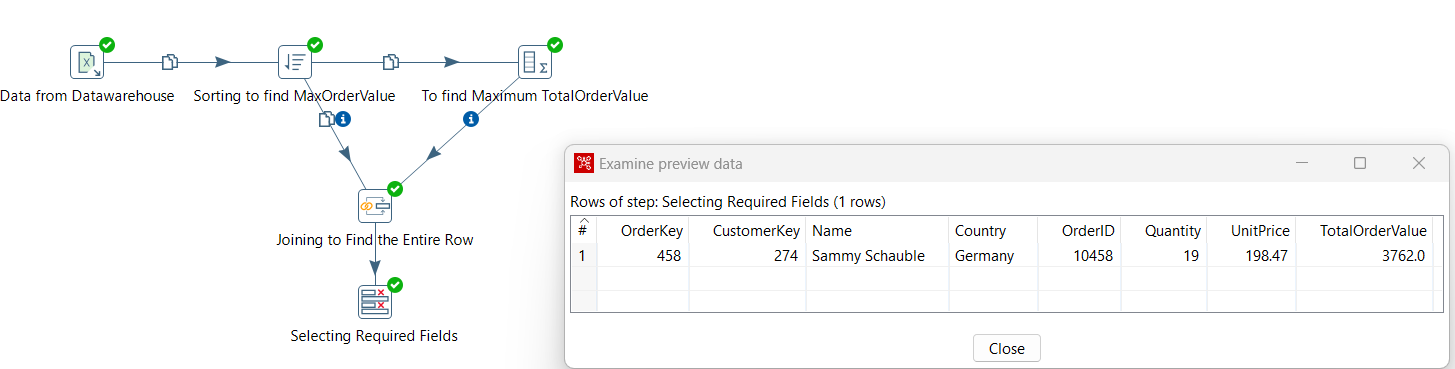 Data from Datawarehouse
Sorting to find MaxOrderValue
To find Maximum TotalOrderValue
Joining to Find the Entire Row
Selecting Required Fields
Examine preview data
Rows of step: Selecting Required Fields (1 rows)
# OrderKey CustomerKey Name Country OrderID Quantity UnitPrice TotalOrderValue
1 458 274 Sammy Schauble Germany 10458 19 198.47 3762.0
Close